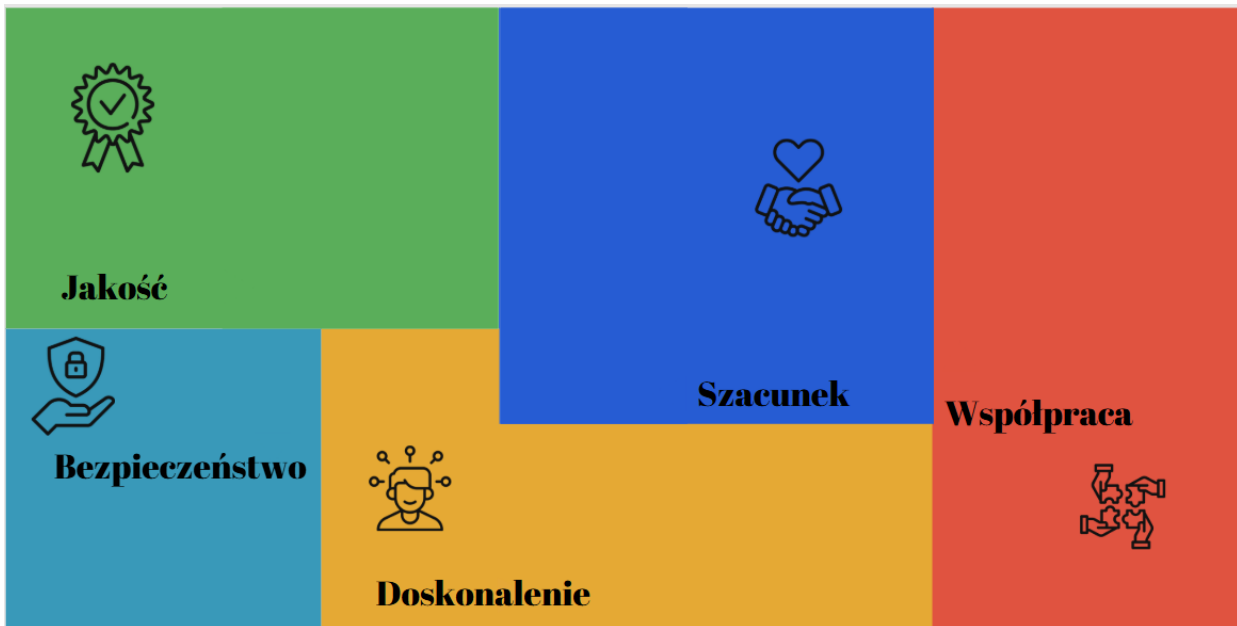 Jakość
Szacunek
Współpraca
Bezpieczeństwo
Doskonalenie